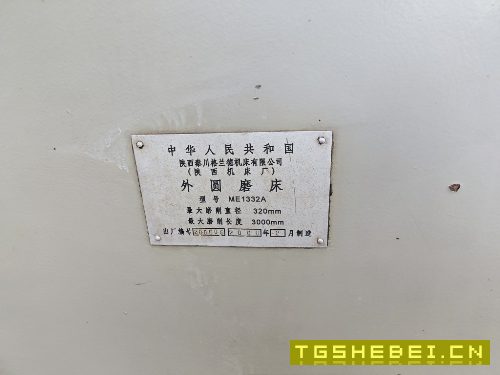 中华人民共和国
陕西秦川格兰德机床有限公司
(陕西机床厂)
外圆磨床
型号 ME1332A
最大磨削直径 320mm
最大磨削长度 3000mm
出厂编号 年 月制造
TGSHEBEI.CN